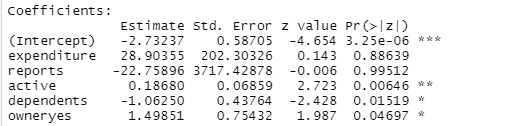 Coefficients:
Estimate Std. Error z value Pr(>|z|)
(Intercept) -2.73237 0.58705 -4.654 3.25e-06 ***
expenditure 28.90355 202.30326 0.143 0.88639
reports -22.75896 3717.42878 -0.006 0.99512
active 0.18680 0.06859 2.723 0.00646 **
dependents -1.06250 0.43764 -2.428 0.01519 *
owneryes 1.49851 0.75432 1.987 0.04697 *